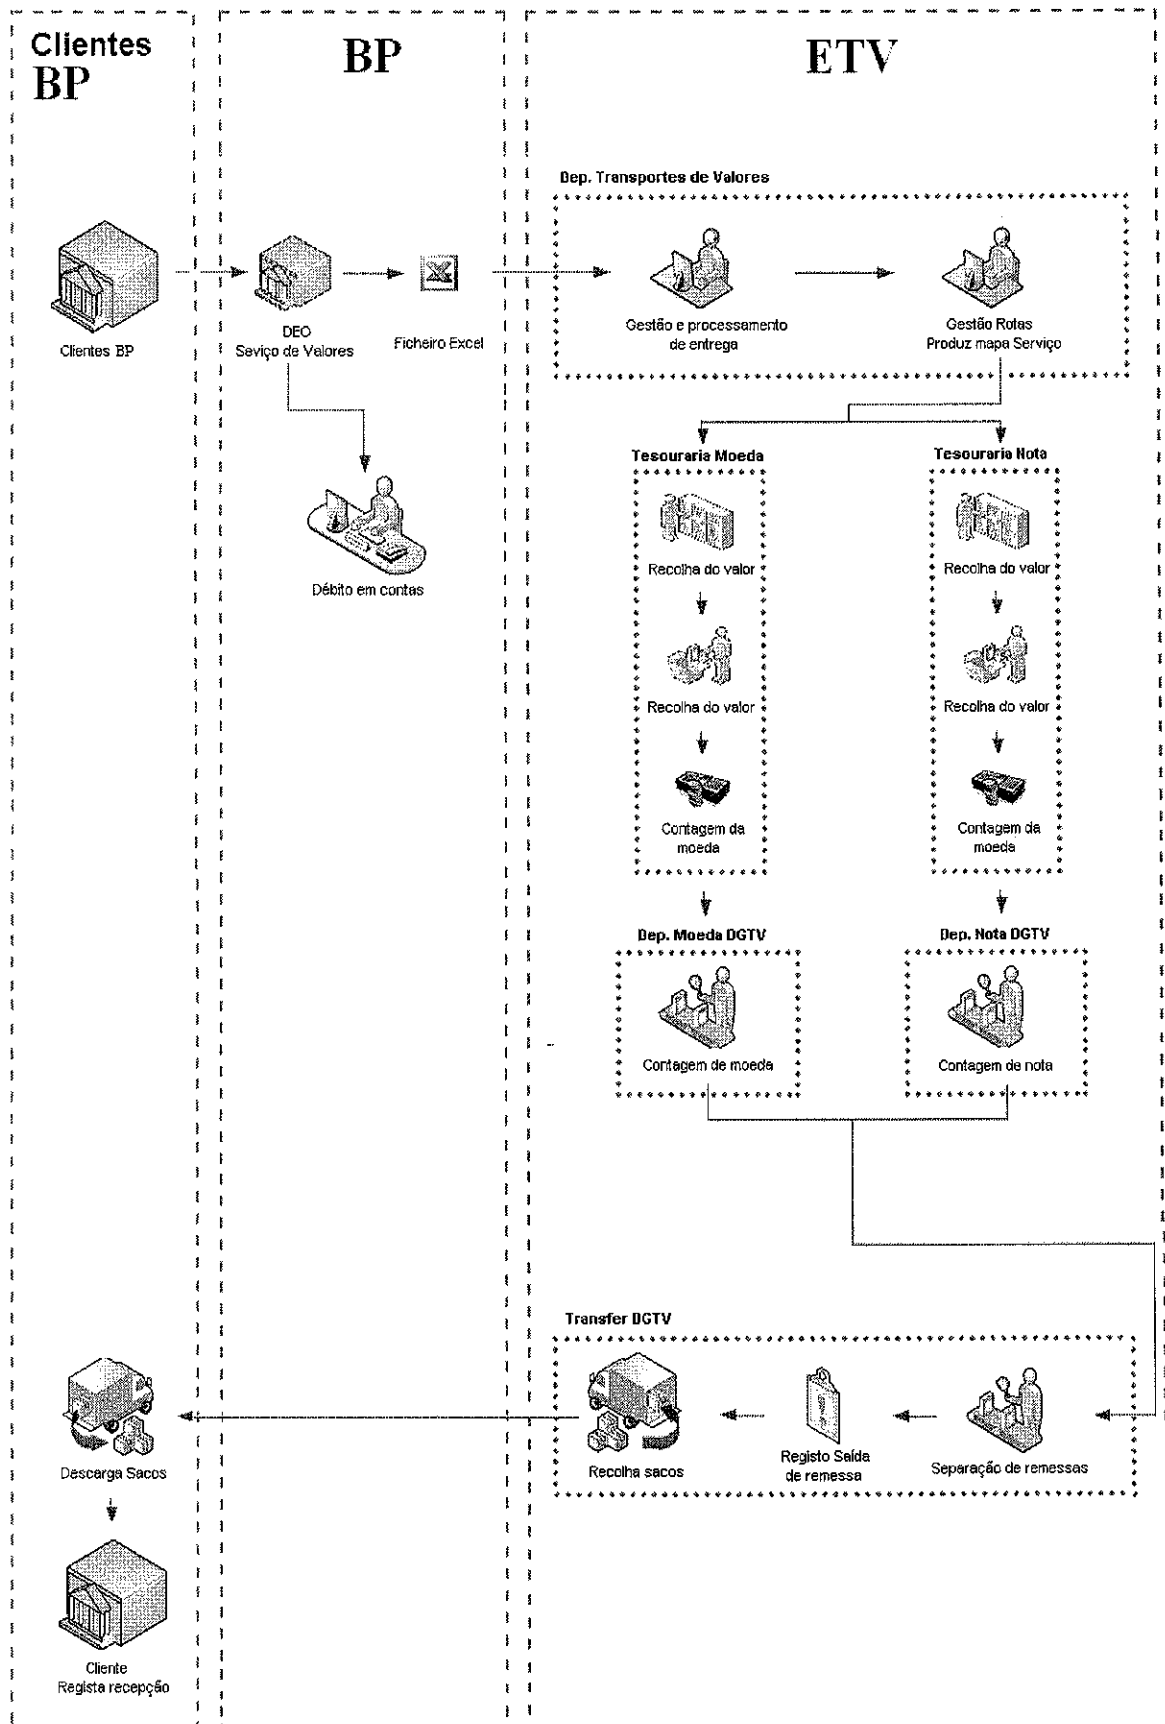 Clientes
BP
BP
ETV
Dep. Transportes de Valores
Clientes BP
DEO
Seviço de Valores
Ficheiro Excel
Gestão e processamento
de entrega
Gestão Rotas
Produz mapa Serviço
Débito em contas
Tesouraria Moeda
Tesouraria Nota
Recolha do valor
Recolha do valor
Recolha do valor
Recolha do valor
Contagem da
moeda
Contagem da
moeda
Dep. Moeda DGTV
Dep. Nota DGTV
Contagem de moeda
Contagem de nota
Transfer DGTV
Descarga Sacos
Recolha sacos
Registo Saída
de remessa
Separação de remessas
Cliente
Regista recepção